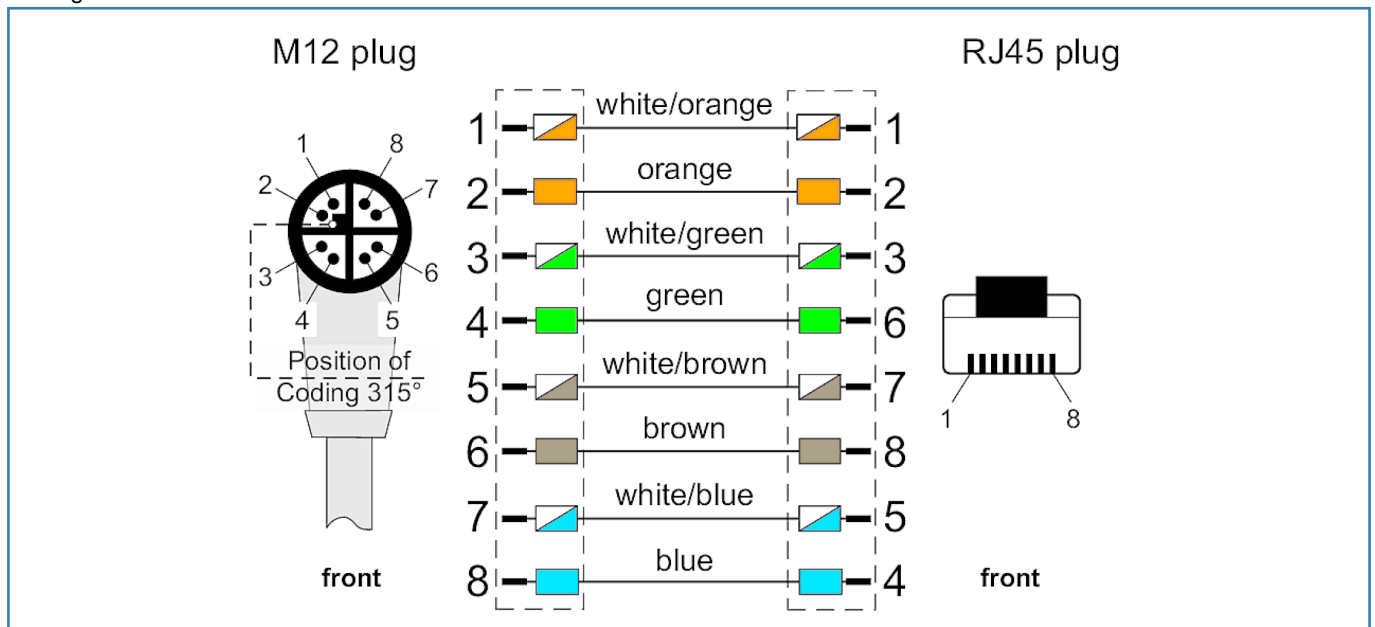 M12 plug
RJ45 plug
1 white/orange 1
2 orange 2
3 white/green 3
4 green 6
5 white/brown 7
6 brown 8
7 white/blue 5
8 blue 4
1 8
2 7
3 6
4 5
Position of
Coding 315°
front
1 8
front